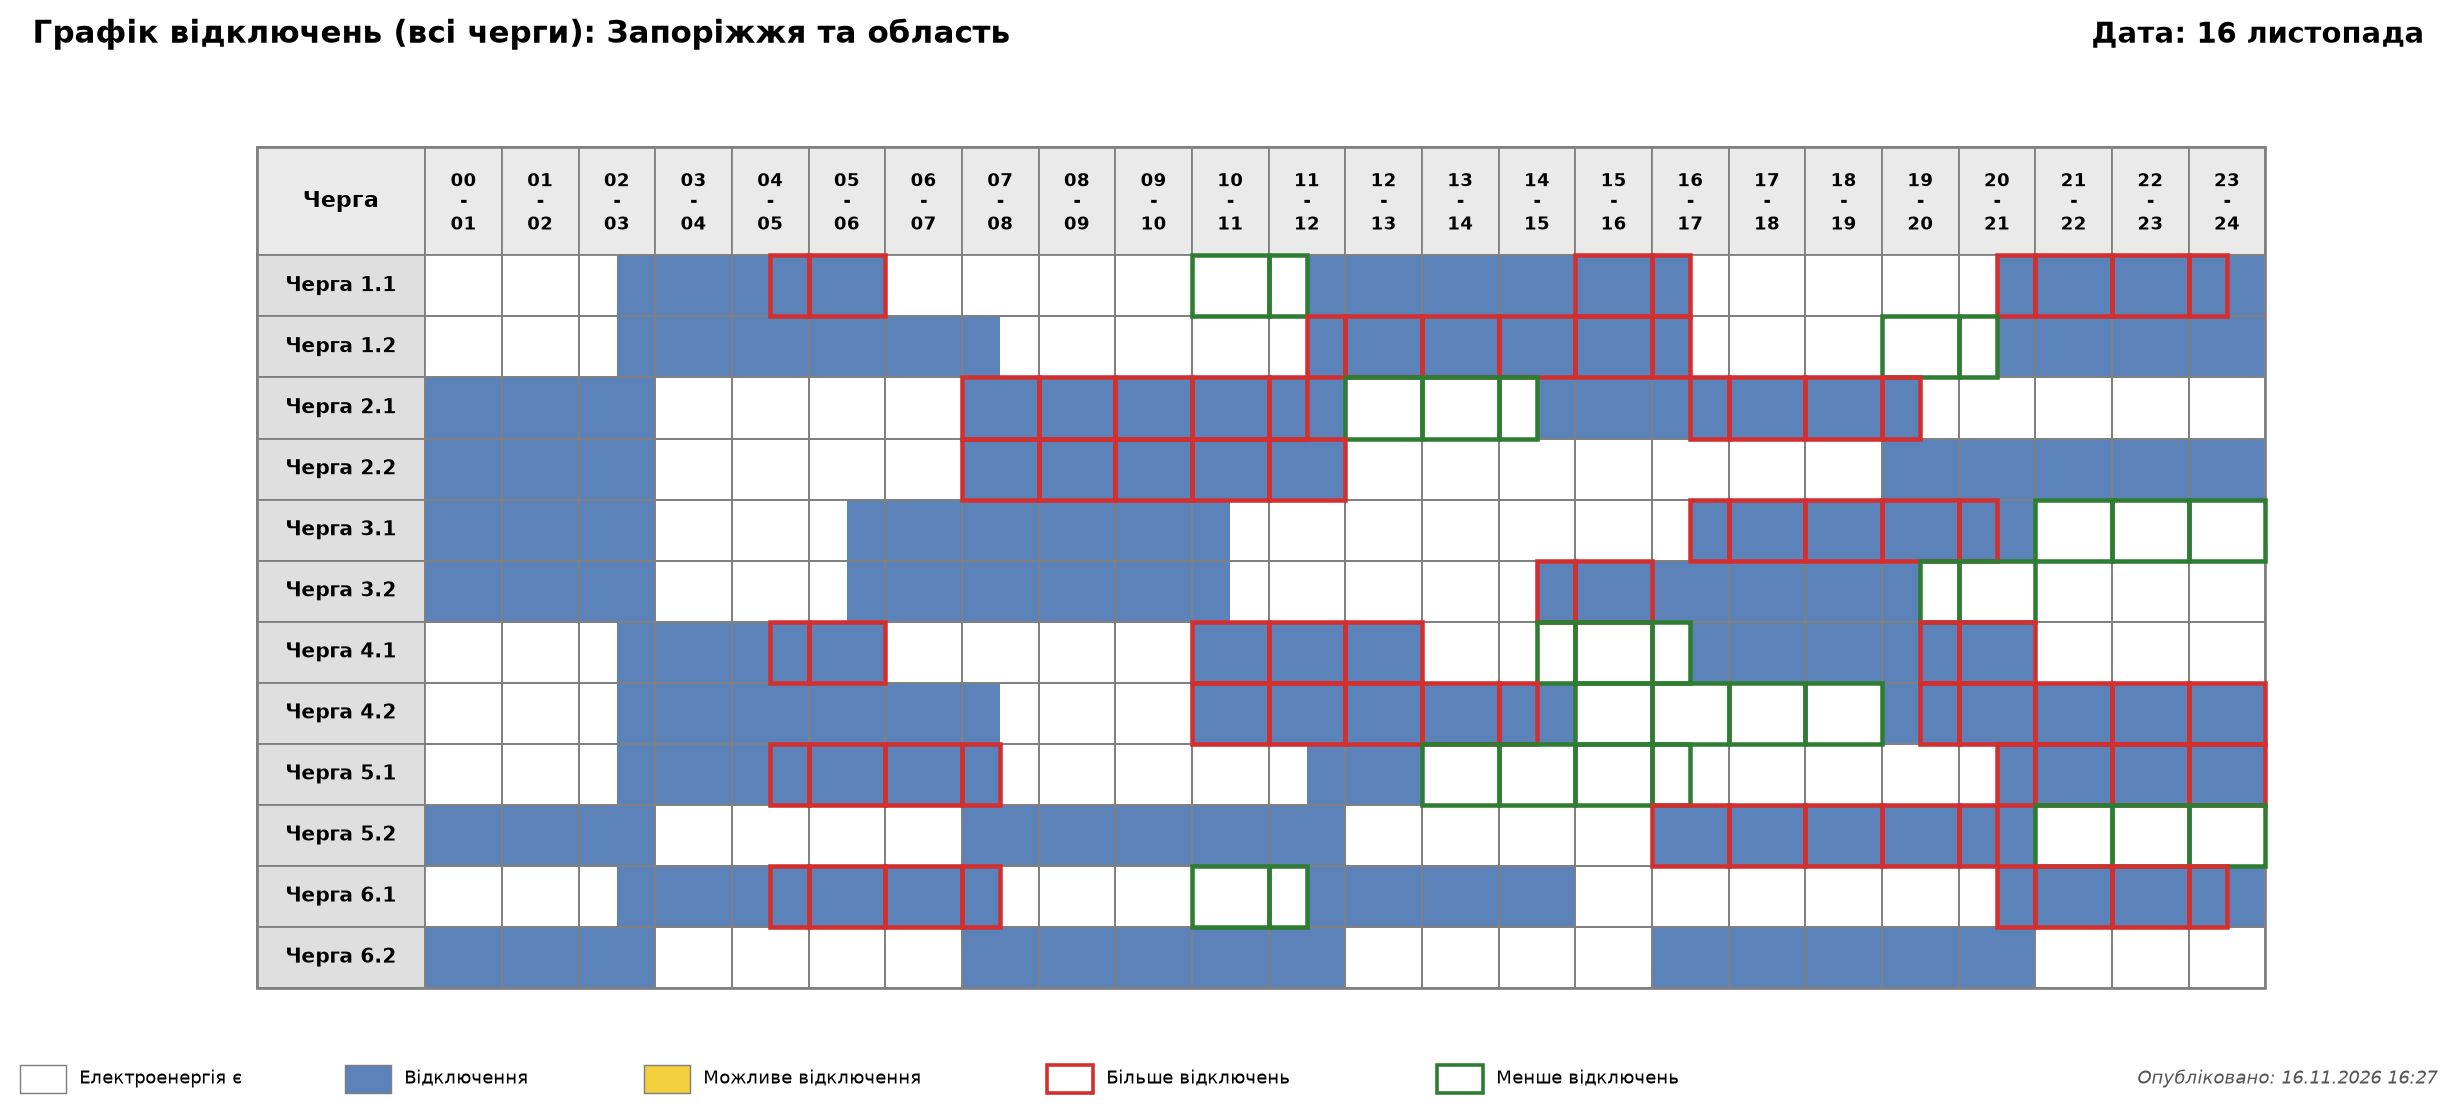 Графік відключень (всі черги): Запоріжжя та область
Дата: 16 листопада
Черга
00 - 01
01 - 02
02 - 03
03 - 04
04 - 05
05 - 06
06 - 07
07 - 08
08 - 09
09 - 10
10 - 11
11 - 12
12 - 13
13 - 14
14 - 15
15 - 16
16 - 17
17 - 18
18 - 19
19 - 20
20 - 21
21 - 22
22 - 23
23 - 24
Черга 1.1
Черга 1.2
Черга 2.1
Черга 2.2
Черга 3.1
Черга 3.2
Черга 4.1
Черга 4.2
Черга 5.1
Черга 5.2
Черга 6.1
Черга 6.2
Електроенергія є
Відключення
Можливе відключення
Більше відключень
Менше відключень
Опубліковано: 16.11.2026 16:27